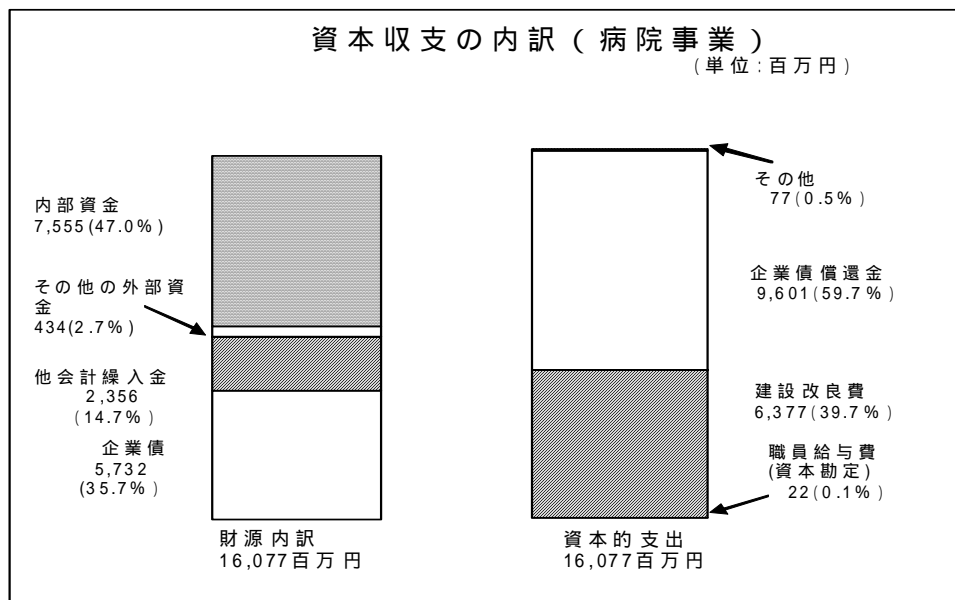 資本収支の内訳（病院事業）
(単位:百万円)
内部資金
7,555(47.0%)
その他の外部資
金
434(2.7%)
他会計繰入金
2,356
(14.7%)
企業債
5,732
(35.7%)
財源内訳
16,077百万円
その他
77(0.5%)
企業債償還金
9,601(59.7%)
建設改良費
6,377(39.7%)
職員給与費
(資本勘定)
22(0.1%)
資本的支出
16,077百万円